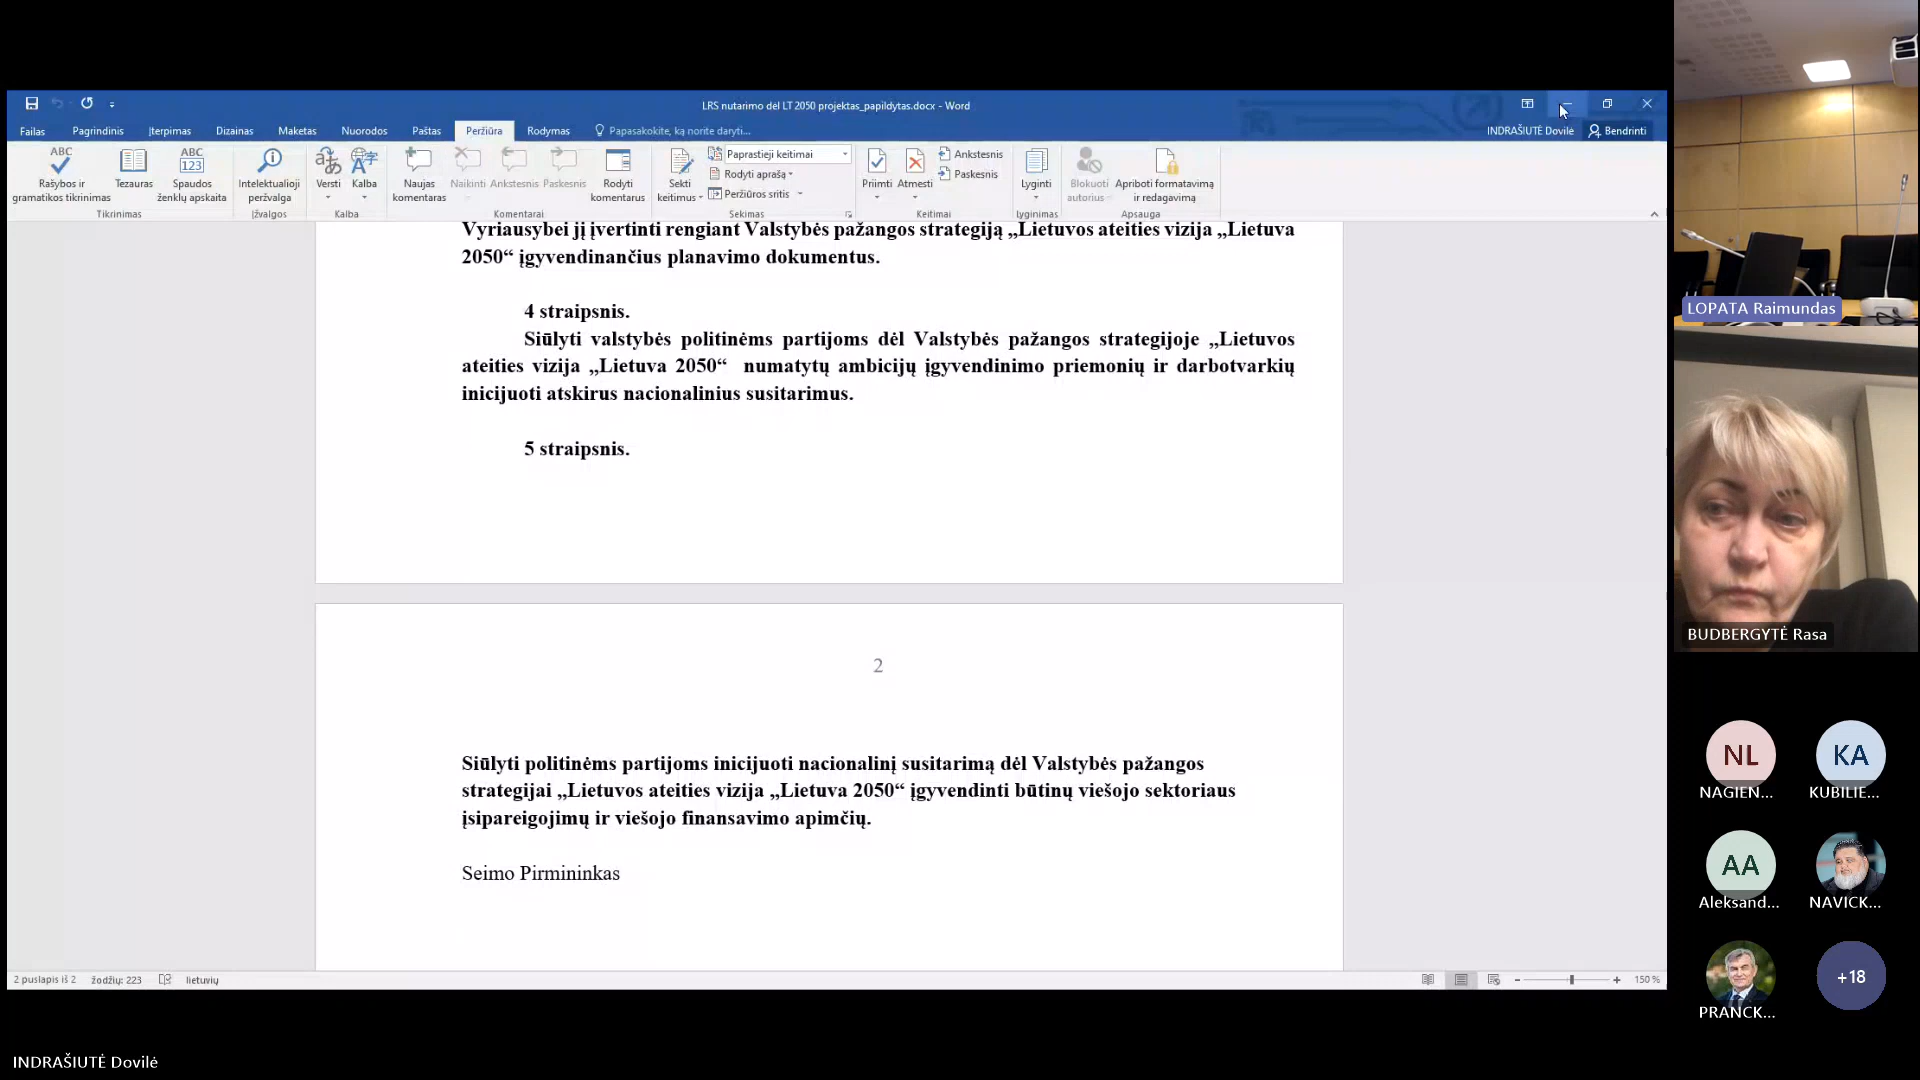 LRS nutarimo dėl LT 2050 projektas_papildytas.docx - Word
Failas Pagrindinis Įterpimas Dizainas Maketas Nuorodos Paštas Peržiūra Rodymas Papasakokite, ką norite daryti...
INDRAŠIUTĖ Dovilė Bendrinti
Rašybos ir gramatikos tikrinimas
Tezauras
Spaudos ženklų apskaita
Tikrinimas
Intelektualioji peržvalga
Įžvalgos
Versti
Kalba
Kalba
Naujas komentaras
Naikinti
Ankstesnis
Paskesnis
Rodyti komentarus
Komentarai
Sekti keitimus
Paprastieji keitimai
Rodyti aprašą
Peržiūros sritis
Sekimas
Priimti
Atmesti
Ankstesnis
Paskesnis
Keitimai
Lyginti
Lyginimas
Blokuoti autorius
Apriboti formatavimą ir redagavimą
Apsauga
Vyriausybei jį įvertinti rengiant Valstybės pažangos strategiją „Lietuvos ateities vizija „Lietuva
2050“ įgyvendinančius planavimo dokumentus.
4 straipsnis.
Siūlyti valstybės politinėms partijoms dėl Valstybės pažangos strategijoje „Lietuvos
ateities vizija „Lietuva 2050“ numatytų ambicijų įgyvendinimo priemonių ir darbotvarkių
inicijuoti atskirus nacionalinius susitarimus.
5 straipsnis.
2
Siūlyti politinėms partijoms inicijuoti nacionalinį susitarimą dėl Valstybės pažangos
strategijai „Lietuvos ateities vizija „Lietuva 2050“ įgyvendinti būtinų viešojo sektoriaus
įsipareigojimų ir viešojo finansavimo apimčių.
Seimo Pirmininkas
2 puslapis iš 2 žodžių: 223 lietuvių
150 %
LOPATA Raimundas
BUDBERGYTĖ Rasa
NL
NAGIEN...
KA
KUBILIE...
AA
Aleksand...
NAVICK...
PRANCK...
+18
INDRAŠIUTĖ Dovilė